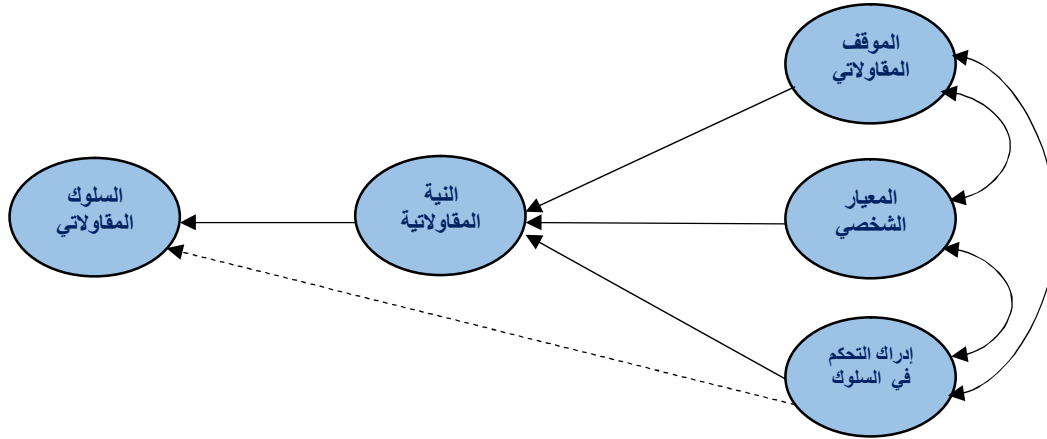 الموقف
المقاولاتي
المعيار
الشخصي
إدراك التحكم
في السلوك
النية
المقاولاتية
السلوك
المقاولاتي